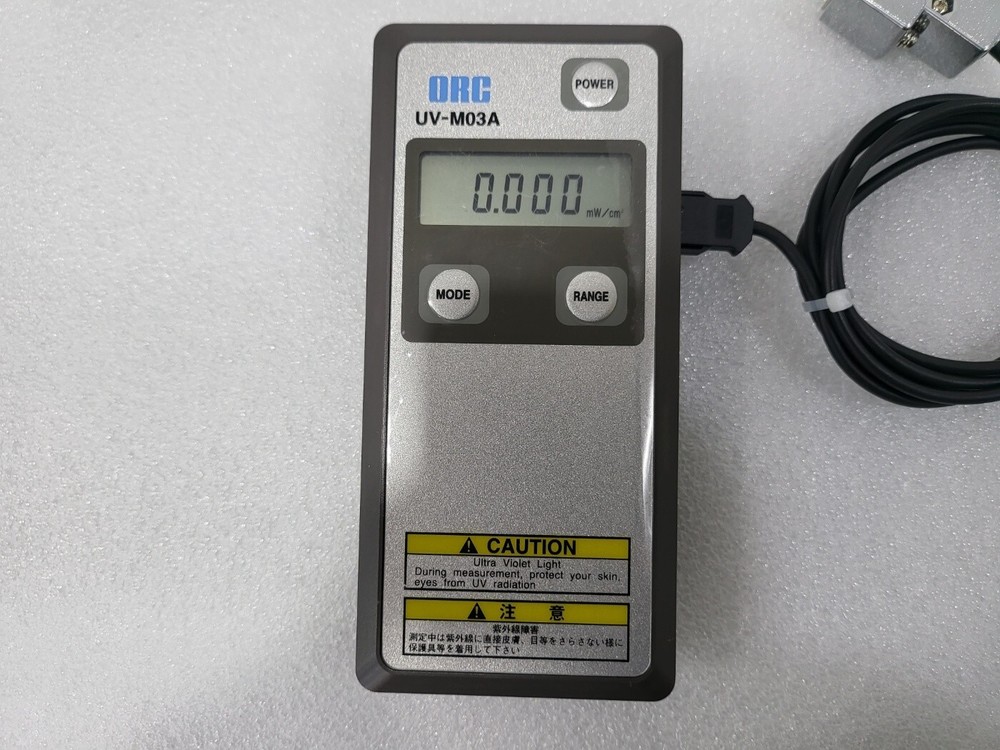 ORC
POWER
UV-M03A
0.000 mW/cm²
MODE
RANGE
⚠ CAUTION
Ultra Violet Light
During measurement, protect your skin,
eyes from UV radiation
⚠ 注 意
紫外線障害
測定中は紫外線に直接皮膚、目等をさらさない様に
保護具等を着用して下さい